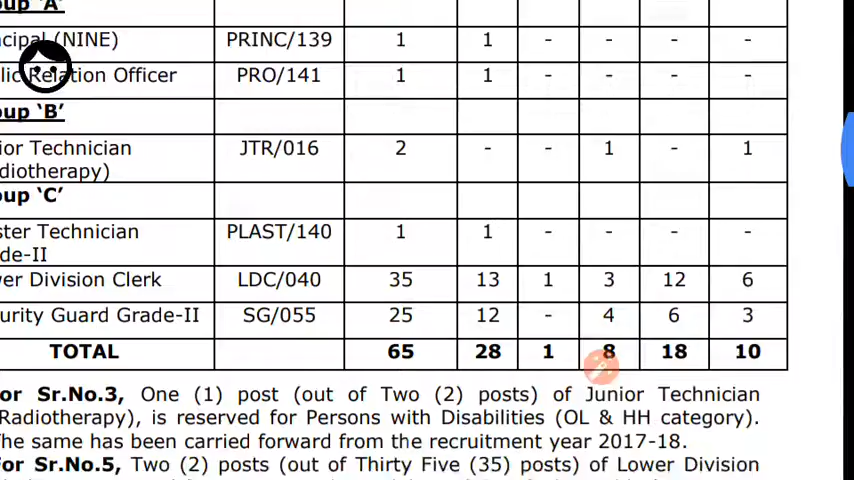 oup ‘A’
ncipal (NINE) PRINC/139 1 1 - - - -
lic Relation Officer PRO/141 1 1 - - - -
oup ‘B’
ior Technician JTR/016 2 - - 1 - 1
diotherapy)
oup ‘C’
ster Technician PLAST/140 1 1 - - - -
de-II
wer Division Clerk LDC/040 35 13 1 3 12 6
urity Guard Grade-II SG/055 25 12 - 4 6 3
TOTAL 65 28 1 8 18 10
or Sr.No.3, One (1) post (out of Two (2) posts) of Junior Technician
Radiotherapy), is reserved for Persons with Disabilities (OL & HH category).
he same has been carried forward from the recruitment year 2017-18.
or Sr.No.5, Two (2) posts (out of Thirty Five (35) posts) of Lower Division